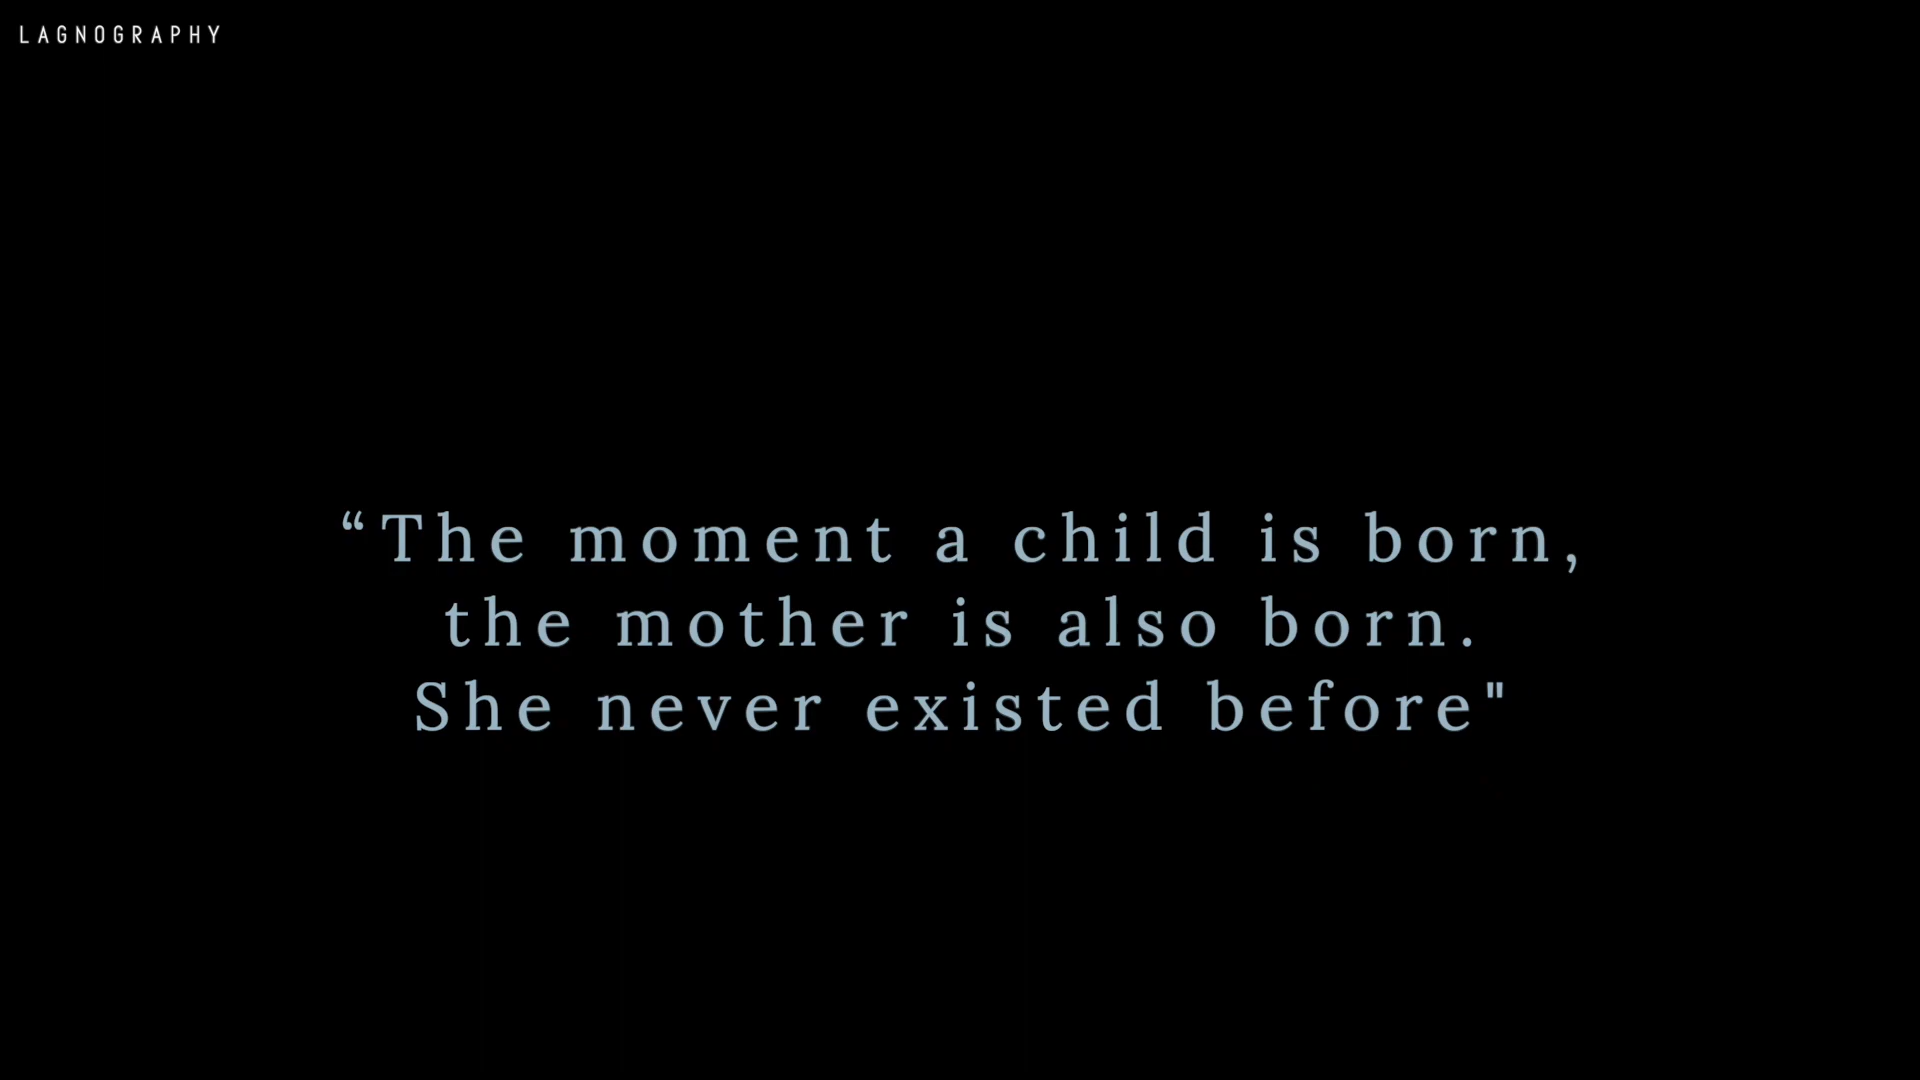 LAGNOGRAPHY
“The moment a child is born,
the mother is also born.
She never existed before"